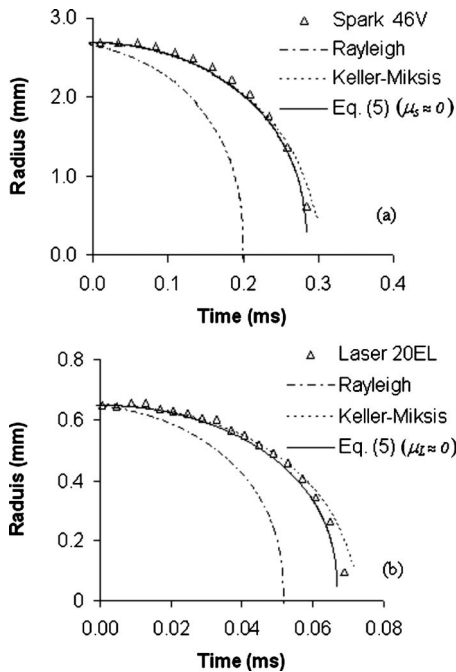 3.0
2.0
1.0
0.0
Radius (mm)
Spark 46V
Rayleigh
Keller-Miksis
Eq. (5) (μs ≈ 0)
(a)
0.0 0.1 0.2 0.3 0.4
Time (ms)
0.8
0.6
0.4
0.2
0
Raduis (mm)
Laser 20EL
Rayleigh
Keller-Miksis
Eq. (5) (μL ≈ 0)
(b)
0.00 0.02 0.04 0.06 0.08
Time (ms)